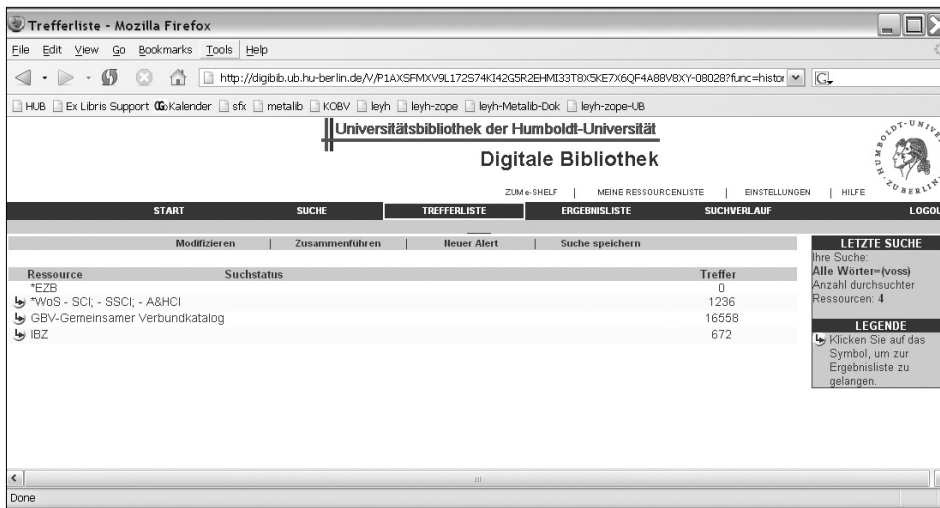 Trefferliste - Mozilla Firefox
File Edit View Go Bookmarks Tools Help
http://digibib.ub.hu-berlin.de/V/P1AXSFMXV9L172S74KI42G5R2EHMI33T8X5KE7X6QF4A88V8XY-08028?func=histor
HUB Ex Libris Support Kalender sfx metalib KOBV leyh leyh-zope leyh-Metalib-Dok leyh-zope-UB
Universitätsbibliothek der Humboldt-Universität
Digitale Bibliothek
HUMBOLDT-UNIVER ZU BERLIN
ZUM e-SHELF | MEINE RESSOURCENLISTE | EINSTELLUNGEN | HILFE
START SUCHE TREFFERLISTE ERGEBNISLISTE SUCHVERLAUF LOGOU
Modifizieren | Zusammenführen | Neuer Alert | Suche speichern
Ressource Suchstatus Treffer
*EZB 0
*WoS - SCI; - SSCI; - A&HCI 1236
GBV-Gemeinsamer Verbundkatalog 16558
IBZ 672
LETZTE SUCHE
Ihre Suche:
Alle Wörter=(voss)
Anzahl durchsuchter
Ressourcen: 4
LEGENDE
Klicken Sie auf das
Symbol, um zur
Ergebnisliste zu
gelangen.
Done